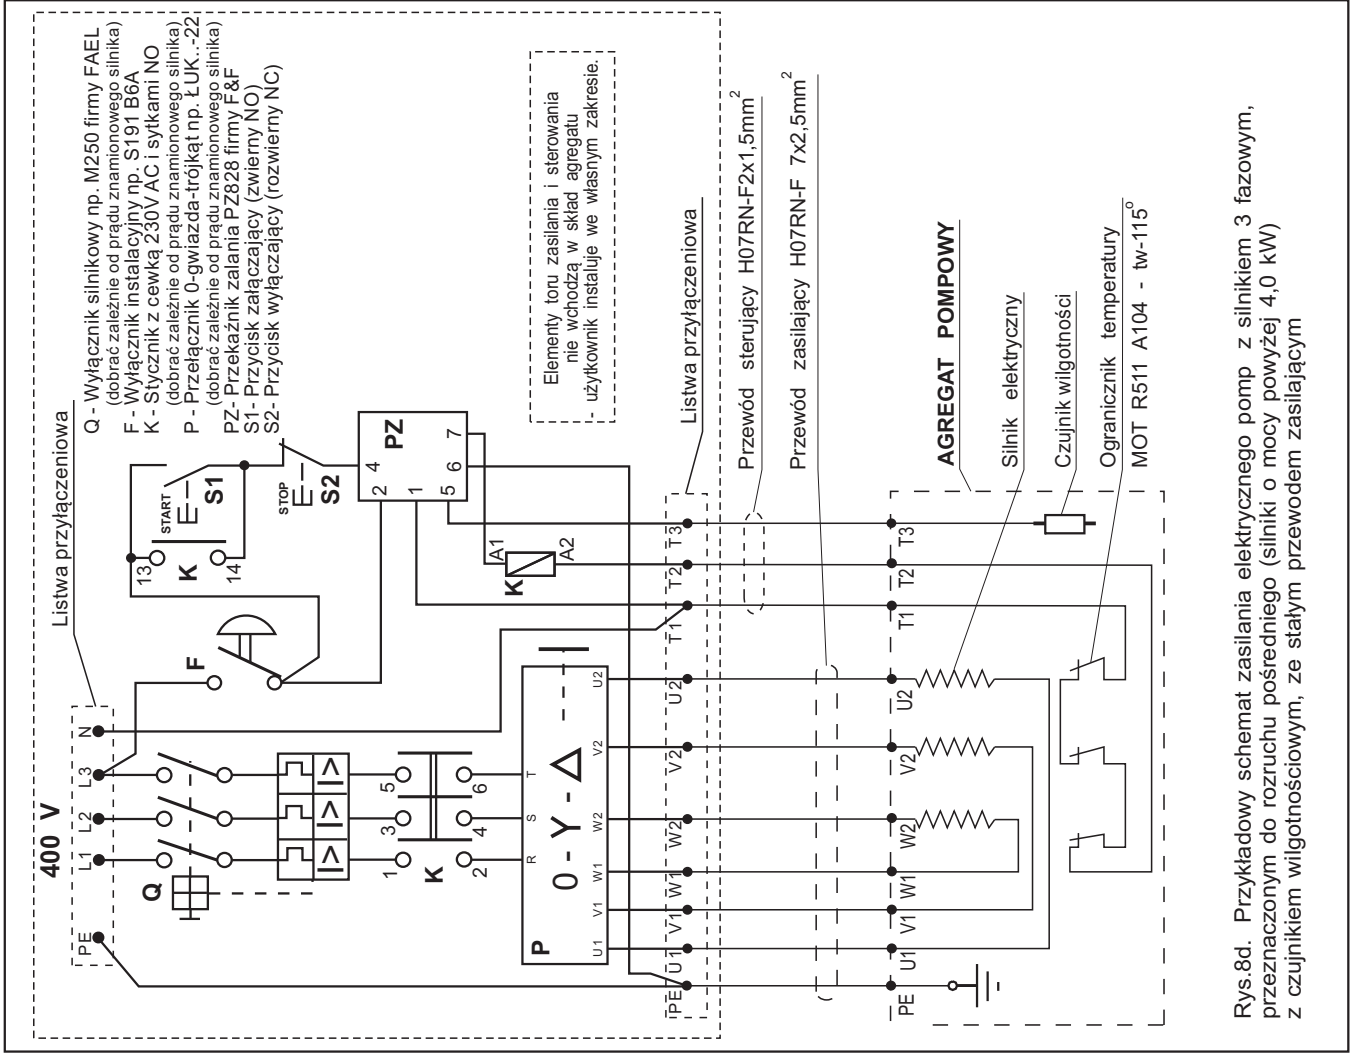 Q - Wyłącznik silnikowy np. M250 firmy FAEL
(dobrać zależnie od prądu znamionowego silnika)
F - Wyłącznik instalacyjny np. S191 B6A
K - Stycznik z cewką 230V AC i sytkami NO
(dobrać zależnie od prądu znamionowego silnika)
P - Przełącznik 0-gwiazda-trójkąt np. ŁUK..-22
(dobrać zależnie od prądu znamionowego silnika)
PZ- Przekaźnik zalania PZ828 firmy F&F
S1- Przycisk załączający (zwierny NO)
S2- Przycisk wyłączający (rozwierny NC)
Elementy toru zasilania i sterowania
nie wchodzą w skład agregatu
- użytkownik instaluje we własnym zakresie.
Listwa przyłączeniowa
400 V
PE L1 L2 L3 N
Q
F
13 K 14
START
S1
STOP
S2
PZ
4 2 1 5 6 7
1 3 5
K
2 4 6
A1 K A2
P
0 - Y - Δ
R S T
U1 V1 W1 W2 V2 U2
I> I> I>
Listwa przyłączeniowa
PE U1 V1 W1 W2 V2 U2 T1 T2 T3
Przewód sterujący H07RN-F2x1,5mm²
Przewód zasilający H07RN-F 7x2,5mm²
PE U1 V1 W1 W2 V2 U2 T1 T2 T3
AGREGAT POMPOWY
Silnik elektryczny
Czujnik wilgotności
Ogranicznik temperatury
MOT R511 A104 - tw-115°
Rys.8d. Przykładowy schemat zasilania elektrycznego pomp z silnikiem 3 fazowym,
przeznaczonym do rozruchu pośredniego (silniki o mocy powyżej 4,0 kW)
z czujnikiem wilgotnościowym, ze stałym przewodem zasilającym